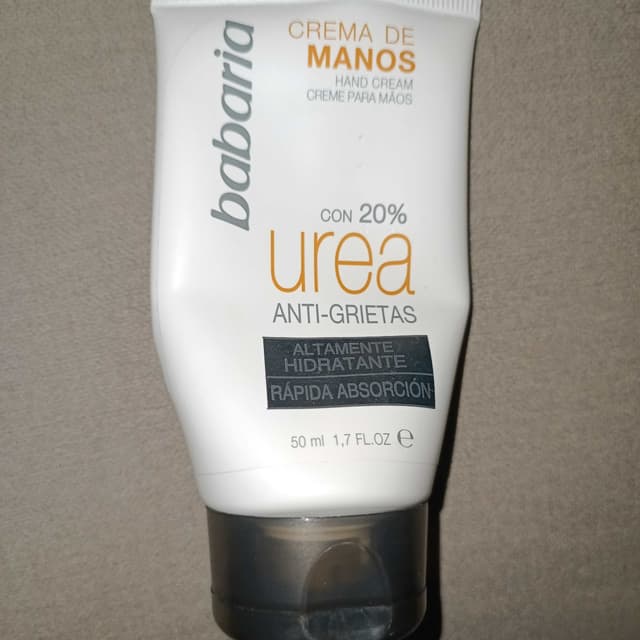 babaria
CREMA DE
MANOS
HAND CREAM
CREME PARA MÃOS
CON 20%
urea
ANTI-GRIETAS
ALTAMENTE
HIDRATANTE
RÁPIDA ABSORCIÓN
50 ml 1,7 FL.OZ ℮